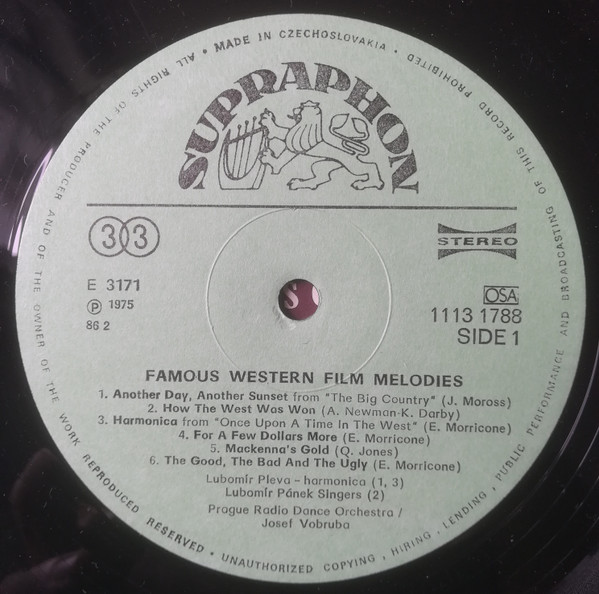 • MADE IN CZECHOSLOVAKIA •
SUPRAPHON
33
STEREO
E 3171
Ⓟ 1975
86 2
OSA
1113 1788
SIDE 1
FAMOUS WESTERN FILM MELODIES
1. Another Day, Another Sunset from "The Big Country" (J. Moross)
2. How The West Was Won (A. Newman-K. Darby)
3. Harmonica from "Once Upon A Time In The West" (E. Morricone)
4. For A Few Dollars More (E. Morricone)
5. Mackenna's Gold (Q. Jones)
6. The Good, The Bad And The Ugly (E. Morricone)
Lubomír Pleva – harmonica (1, 3)
Lubomír Pánek Singers (2)
Prague Radio Dance Orchestra /
Josef Vobruba
ALL RIGHTS OF THE PRODUCER AND OF THE OWNER OF THE WORK REPRODUCED RESERVED • UNAUTHORIZED COPYING, HIRING, LENDING, PUBLIC PERFORMANCE AND BROADCASTING OF THIS RECORD PROHIBITED
S